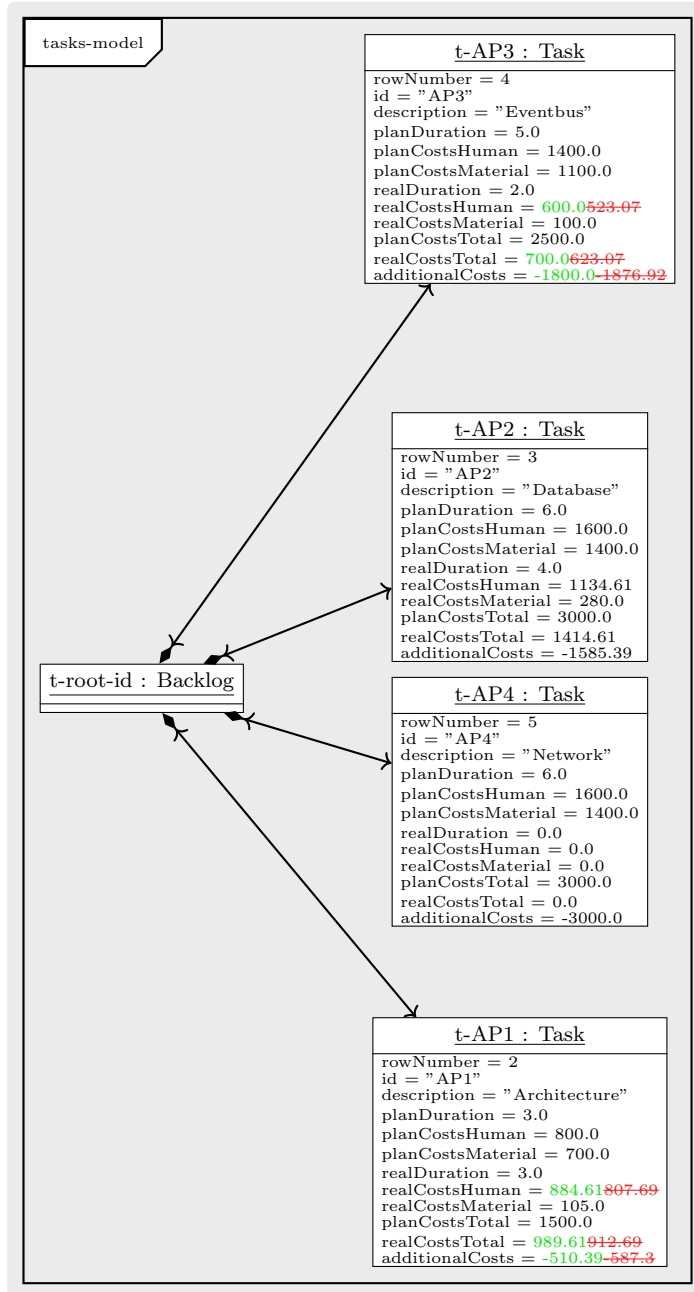 tasks-model
t-AP3 : Task
rowNumber = 4
id = ”AP3”
description = ”Eventbus”
planDuration = 5.0
planCostsHuman = 1400.0
planCostsMaterial = 1100.0
realDuration = 2.0
realCostsHuman = 600.0523.07
realCostsMaterial = 100.0
planCostsTotal = 2500.0
realCostsTotal = 700.0623.07
additionalCosts = -1800.0-1876.92
t-AP2 : Task
rowNumber = 3
id = ”AP2”
description = ”Database”
planDuration = 6.0
planCostsHuman = 1600.0
planCostsMaterial = 1400.0
realDuration = 4.0
realCostsHuman = 1134.61
realCostsMaterial = 280.0
planCostsTotal = 3000.0
realCostsTotal = 1414.61
additionalCosts = -1585.39
t-root-id : Backlog
t-AP4 : Task
rowNumber = 5
id = ”AP4”
description = ”Network”
planDuration = 6.0
planCostsHuman = 1600.0
planCostsMaterial = 1400.0
realDuration = 0.0
realCostsHuman = 0.0
realCostsMaterial = 0.0
planCostsTotal = 3000.0
realCostsTotal = 0.0
additionalCosts = -3000.0
t-AP1 : Task
rowNumber = 2
id = ”AP1”
description = ”Architecture”
planDuration = 3.0
planCostsHuman = 800.0
planCostsMaterial = 700.0
realDuration = 3.0
realCostsHuman = 884.61807.69
realCostsMaterial = 105.0
planCostsTotal = 1500.0
realCostsTotal = 989.61912.69
additionalCosts = -510.39-587.3